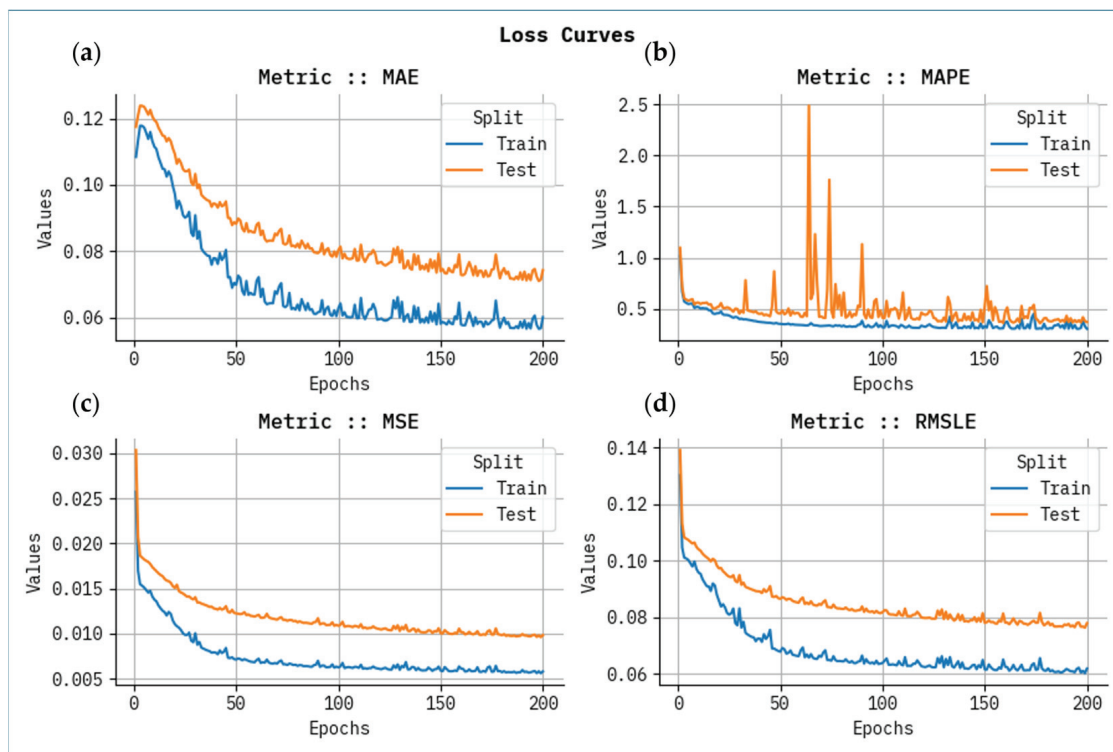 Loss Curves
(a)
Metric :: MAE
Values
0.12
0.10
0.08
0.06
0
50
100
150
200
Epochs
Split
Train
Test
(b)
Metric :: MAPE
Values
2.5
2.0
1.5
1.0
0.5
0
50
100
150
200
Epochs
Split
Train
Test
(c)
Metric :: MSE
Values
0.030
0.025
0.020
0.015
0.010
0.005
0
50
100
150
200
Epochs
Split
Train
Test
(d)
Metric :: RMSLE
Values
0.14
0.12
0.10
0.08
0.06
0
50
100
150
200
Epochs
Split
Train
Test